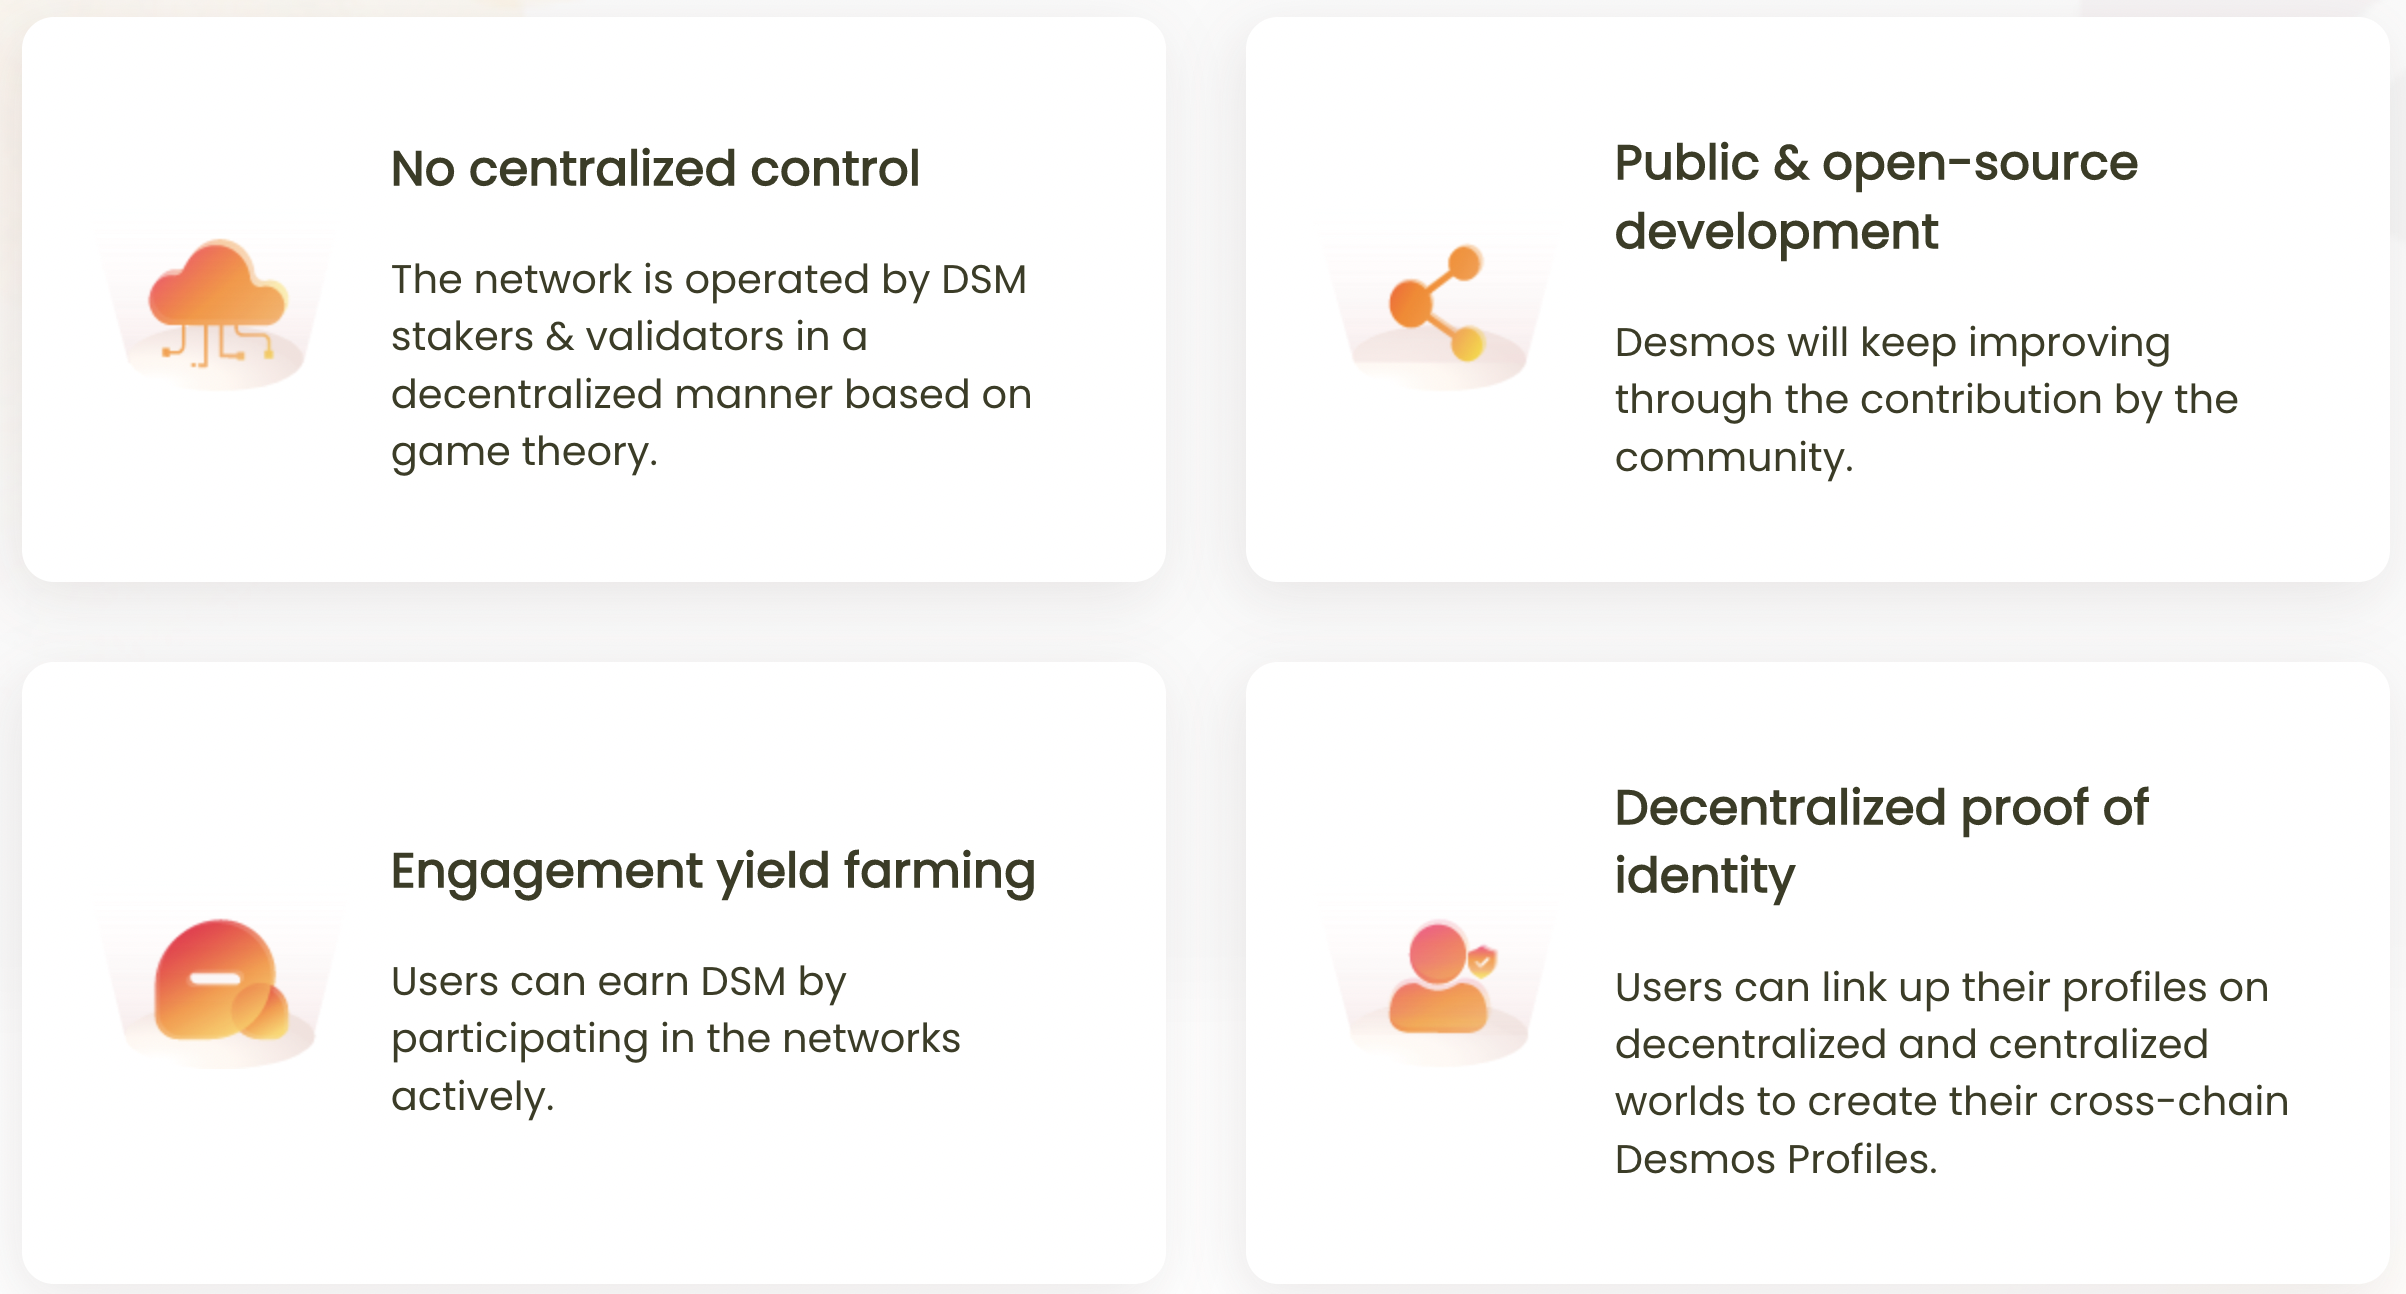 No centralized control
The network is operated by DSM
stakers & validators in a
decentralized manner based on
game theory.
Public & open-source
development
Desmos will keep improving
through the contribution by the
community.
Engagement yield farming
Users can earn DSM by
participating in the networks
actively.
Decentralized proof of
identity
Users can link up their profiles on
decentralized and centralized
worlds to create their cross-chain
Desmos Profiles.